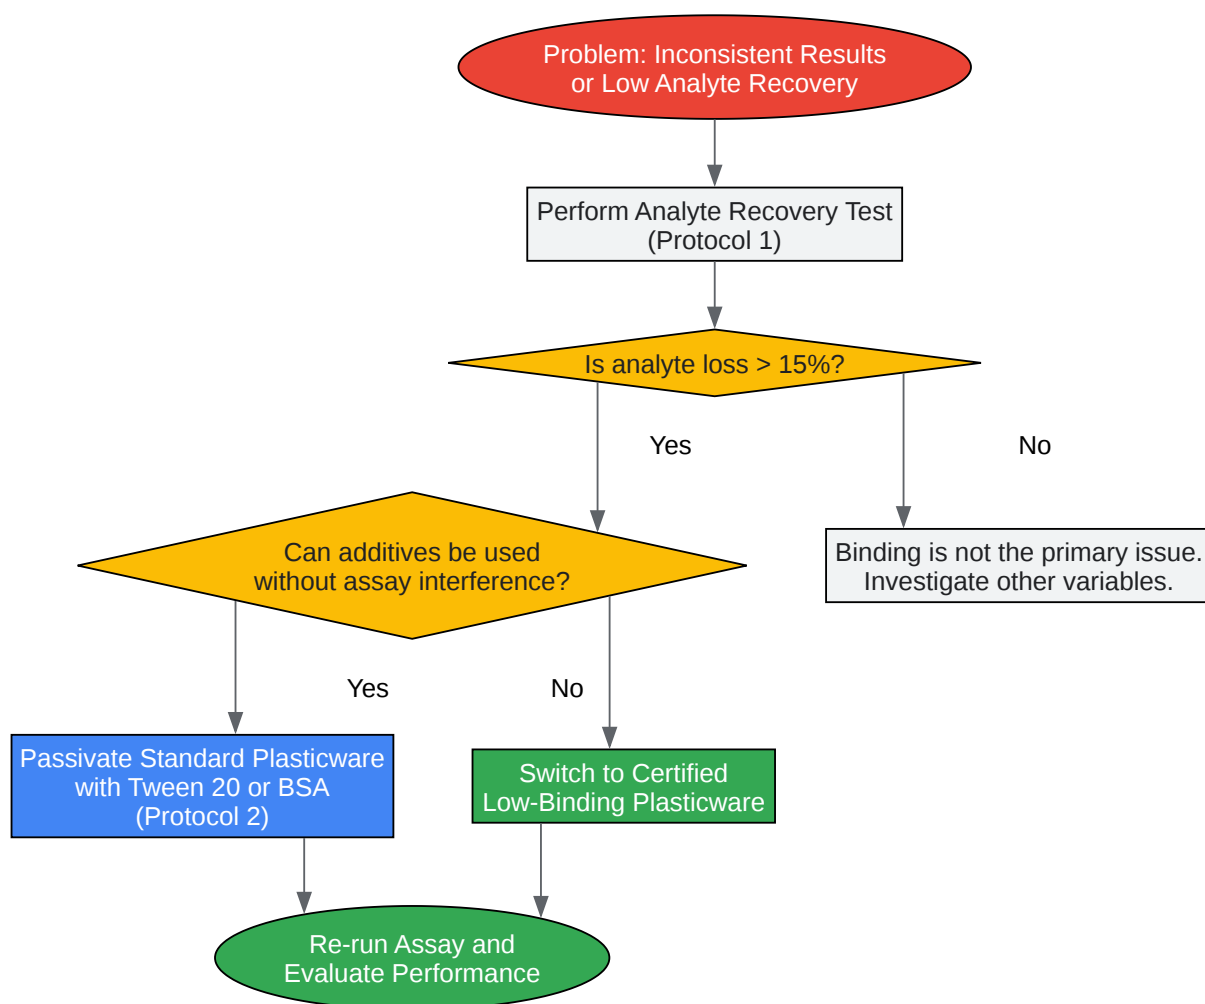 Problem: Inconsistent Results
or Low Analyte Recovery
Perform Analyte Recovery Test
(Protocol 1)
Is analyte loss > 15%?
Yes
No
Can additives be used
without assay interference?
Binding is not the primary issue.
Investigate other variables.
Yes
No
Passivate Standard Plasticware
with Tween 20 or BSA
(Protocol 2)
Switch to Certified
Low-Binding Plasticware
Re-run Assay and
Evaluate Performance